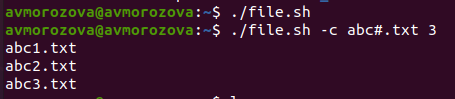 avmorozova@avmorozova:~$ ./file.sh
avmorozova@avmorozova:~$ ./file.sh -c abc#.txt 3
abc1.txt
abc2.txt
abc3.txt